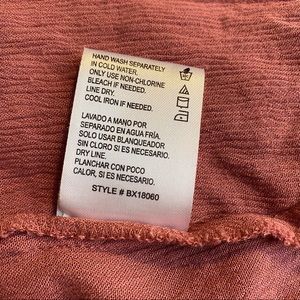 HAND WASH SEPARATELY
IN COLD WATER.
ONLY USE NON-CHLORINE
BLEACH IF NEEDED.
LINE DRY.
COOL IRON IF NEEDED.
LAVADO A MANO POR
SEPARADO EN AGUA FRÍA.
SOLO USAR BLANQUEADOR
SIN CLORO SI ES NECESARIO.
DRY LINE.
PLANCHAR CON POCO
CALOR, SI ES NECESARIO.
STYLE # BX18060